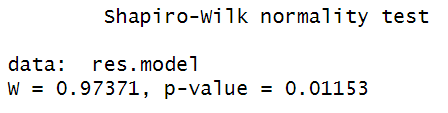 Shapiro-Wilk normality test
data:  res.model
W = 0.97371, p-value = 0.01153